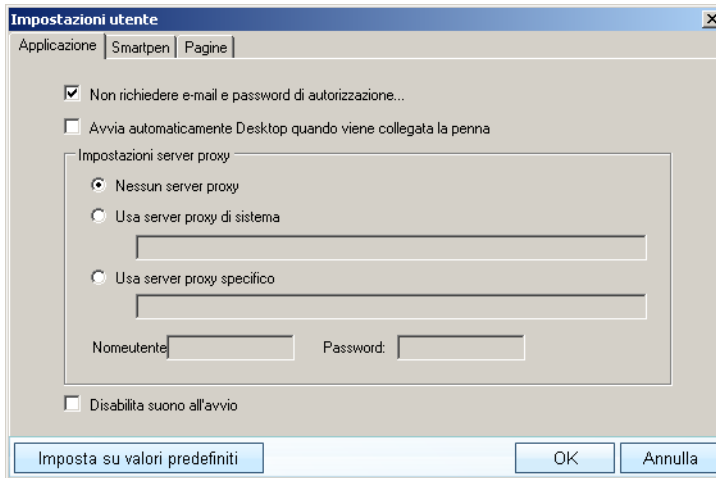 Impostazioni utente
Applicazione Smartpen Pagine
Non richiedere e-mail e password di autorizzazione...
Avvia automaticamente Desktop quando viene collegata la penna
Impostazioni server proxy
Nessun server proxy
Usa server proxy di sistema
Usa server proxy specifico
Nomeutente Password:
Disabilita suono all'avvio
Imposta su valori predefiniti OK Annulla